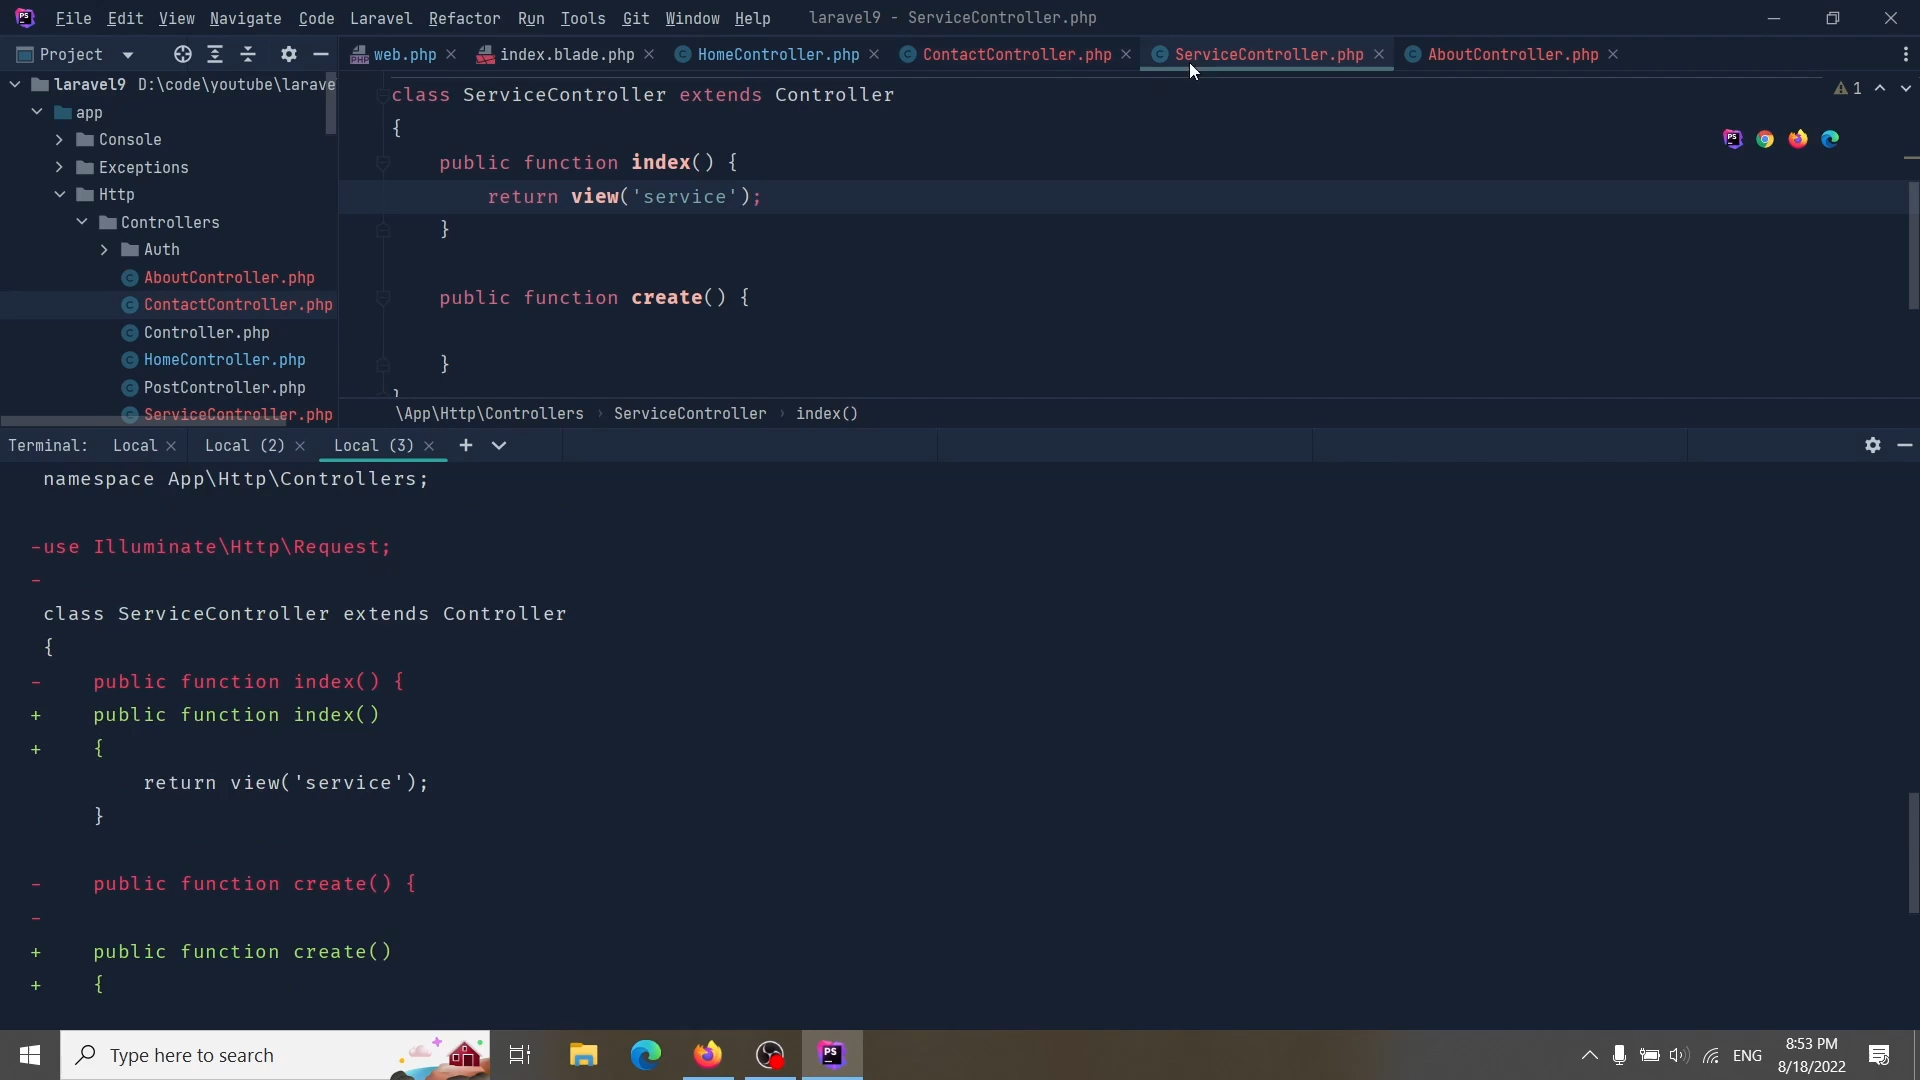 File Edit View Navigate Code Laravel Refactor Run Tools Git Window Help laravel9 - ServiceController.php
Project
web.php index.blade.php HomeController.php ContactController.php ServiceController.php AboutController.php
laravel9 D:\code\youtube\larave
app
Console
Exceptions
Http
Controllers
Auth
AboutController.php
ContactController.php
Controller.php
HomeController.php
PostController.php
ServiceController.php
class ServiceController extends Controller
{
public function index() {
return view('service');
}
public function create() {
}
}
1
\App\Http\Controllers › ServiceController › index()
Terminal: Local Local (2) Local (3)
namespace App\Http\Controllers;
-use Illuminate\Http\Request;
-
class ServiceController extends Controller
{
- public function index() {
+ public function index()
+ {
return view('service');
}
- public function create() {
-
+ public function create()
+ {
Type here to search
ENG
8:53 PM
8/18/2022